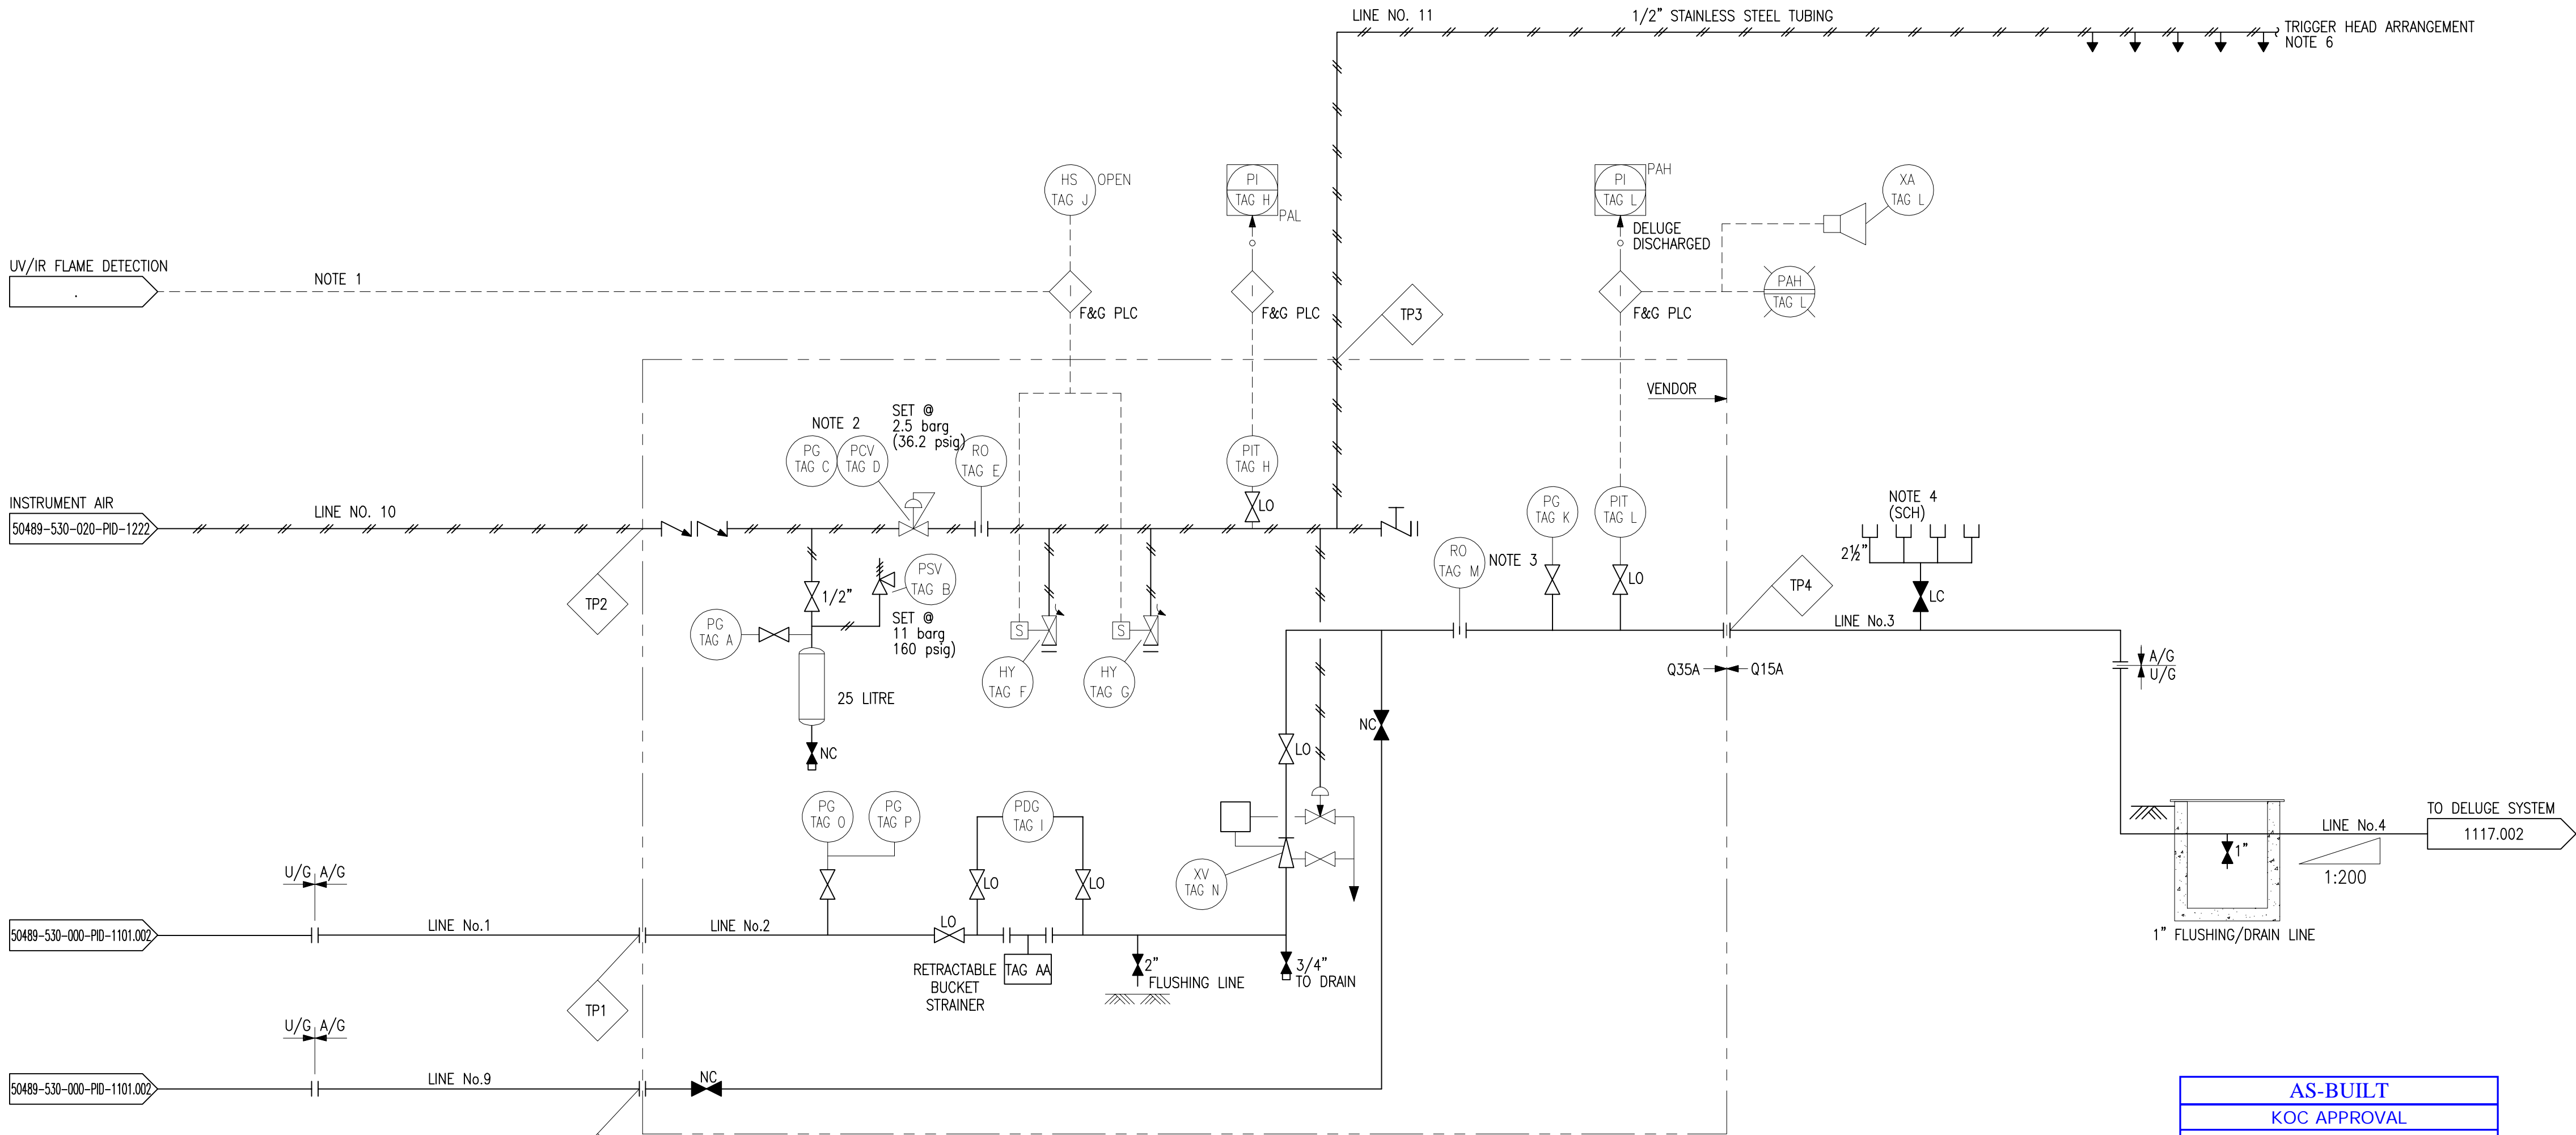 LINE NO. 11
1/2" STAINLESS STEEL TUBING
TRIGGER HEAD ARRANGEMENT
NOTE 6
HS
TAG J
OPEN
PI
TAG H
PAL
PI
TAG L
PAH
XA
TAG L
DELUGE
DISCHARGED
UV/IR FLAME DETECTION
.
NOTE 1
I
F&G PLC
I
F&G PLC
I
F&G PLC
PAH
TAG L
TP3
VENDOR
NOTE 2
SET @
2.5 barg
(36.2 psig)
PG
TAG C
PCV
TAG D
RO
TAG E
PIT
TAG H
LO
INSTRUMENT AIR
50489-530-020-PID-1222
LINE NO. 10
PG
TAG K
PIT
TAG L
NOTE 4
(SCH)
2½"
RO
TAG M
NOTE 3
LO
TP4
LC
TP2
1/2"
PSV
TAG B
PG
TAG A
SET @
11 barg
160 psig)
S
S
HY
TAG F
HY
TAG G
25 LITRE
NC
LINE No.3
Q35A
Q15A
A/G
U/G
NC
LO
PG
TAG O
PG
TAG P
PDG
TAG I
LO
LO
XV
TAG N
TO DELUGE SYSTEM
1117.002
LINE No.4
1"
1:200
1" FLUSHING/DRAIN LINE
U/G A/G
50489-530-000-PID-1101.002
LINE No.1
LINE No.2
LO
RETRACTABLE
BUCKET
STRAINER
TAG AA
2"
FLUSHING LINE
3/4"
TO DRAIN
TP1
U/G A/G
50489-530-000-PID-1101.002
LINE No.9
NC
AS-BUILT
KOC APPROVAL